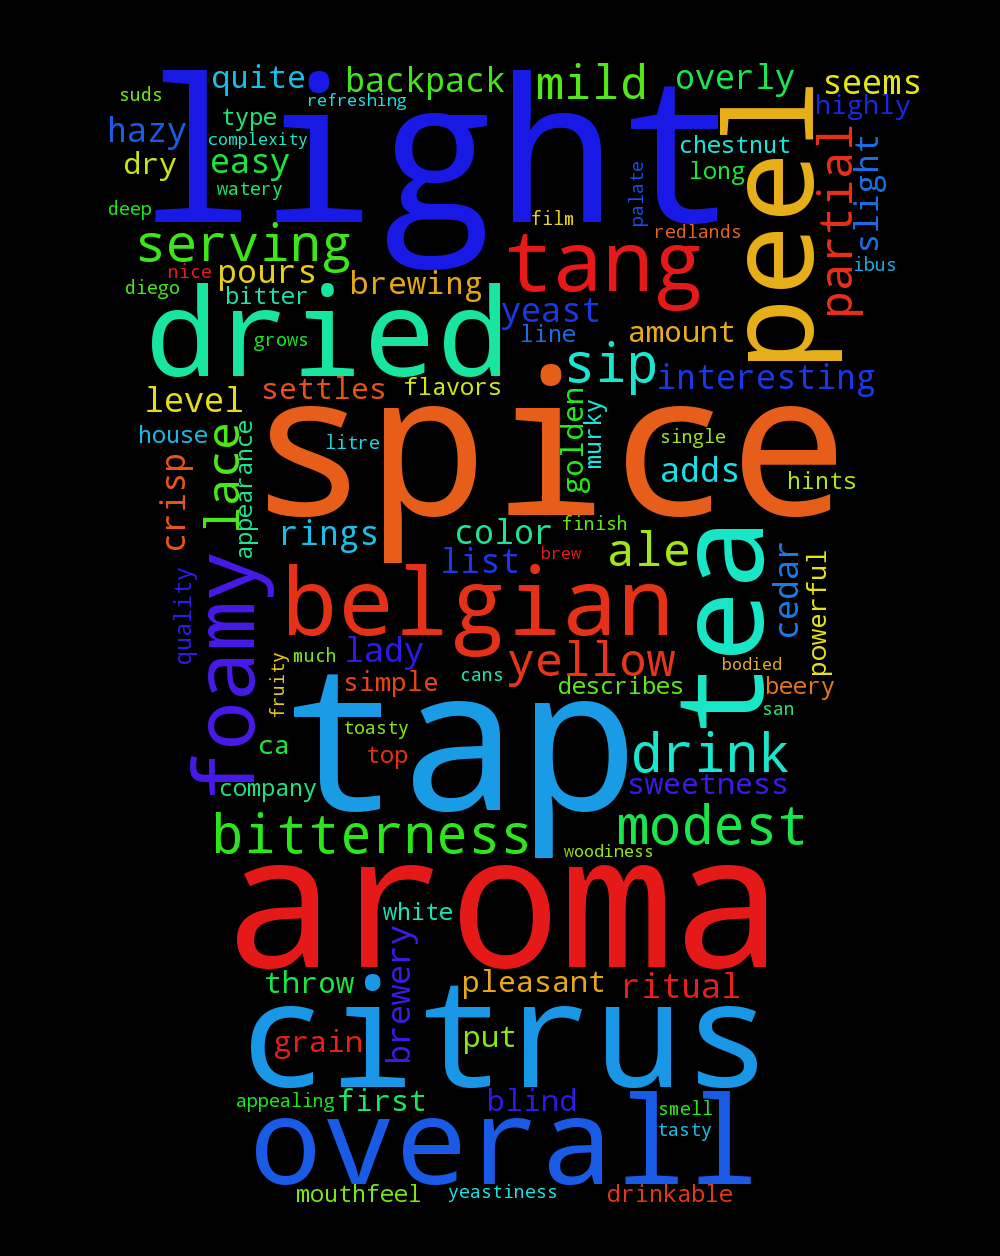 light
quite
backpack
mild
overly
seems
suds
refreshing
highly
type
hazy
complexity
chestnut
dry
easy
long
peel
partial
slight
watery
palate
deep
film
redlands
serving
tang
nice
pours
brewing
ibus
diego
bitter
yeast
dried
grows
line
amount
sip
interesting
settles
flavors
level
golden
murky
house
lace
appearance
litre
spice
single
adds
hints
crisp
rings
color
finish
list
brew
ale
tea
cedar
powerful
foamy
quality
belgian
much
lady
yellow
fruity
simple
cans
describes
bodied
beery
san
tap
toasty
ca
top
drink
company
sweetness
bitterness
modest
woodiness
aroma
white
brewery
throw
pleasant
ritual
citrus
grain
put
appealing
first
blind
smell
tasty
overall
mouthfeel
yeastiness
drinkable